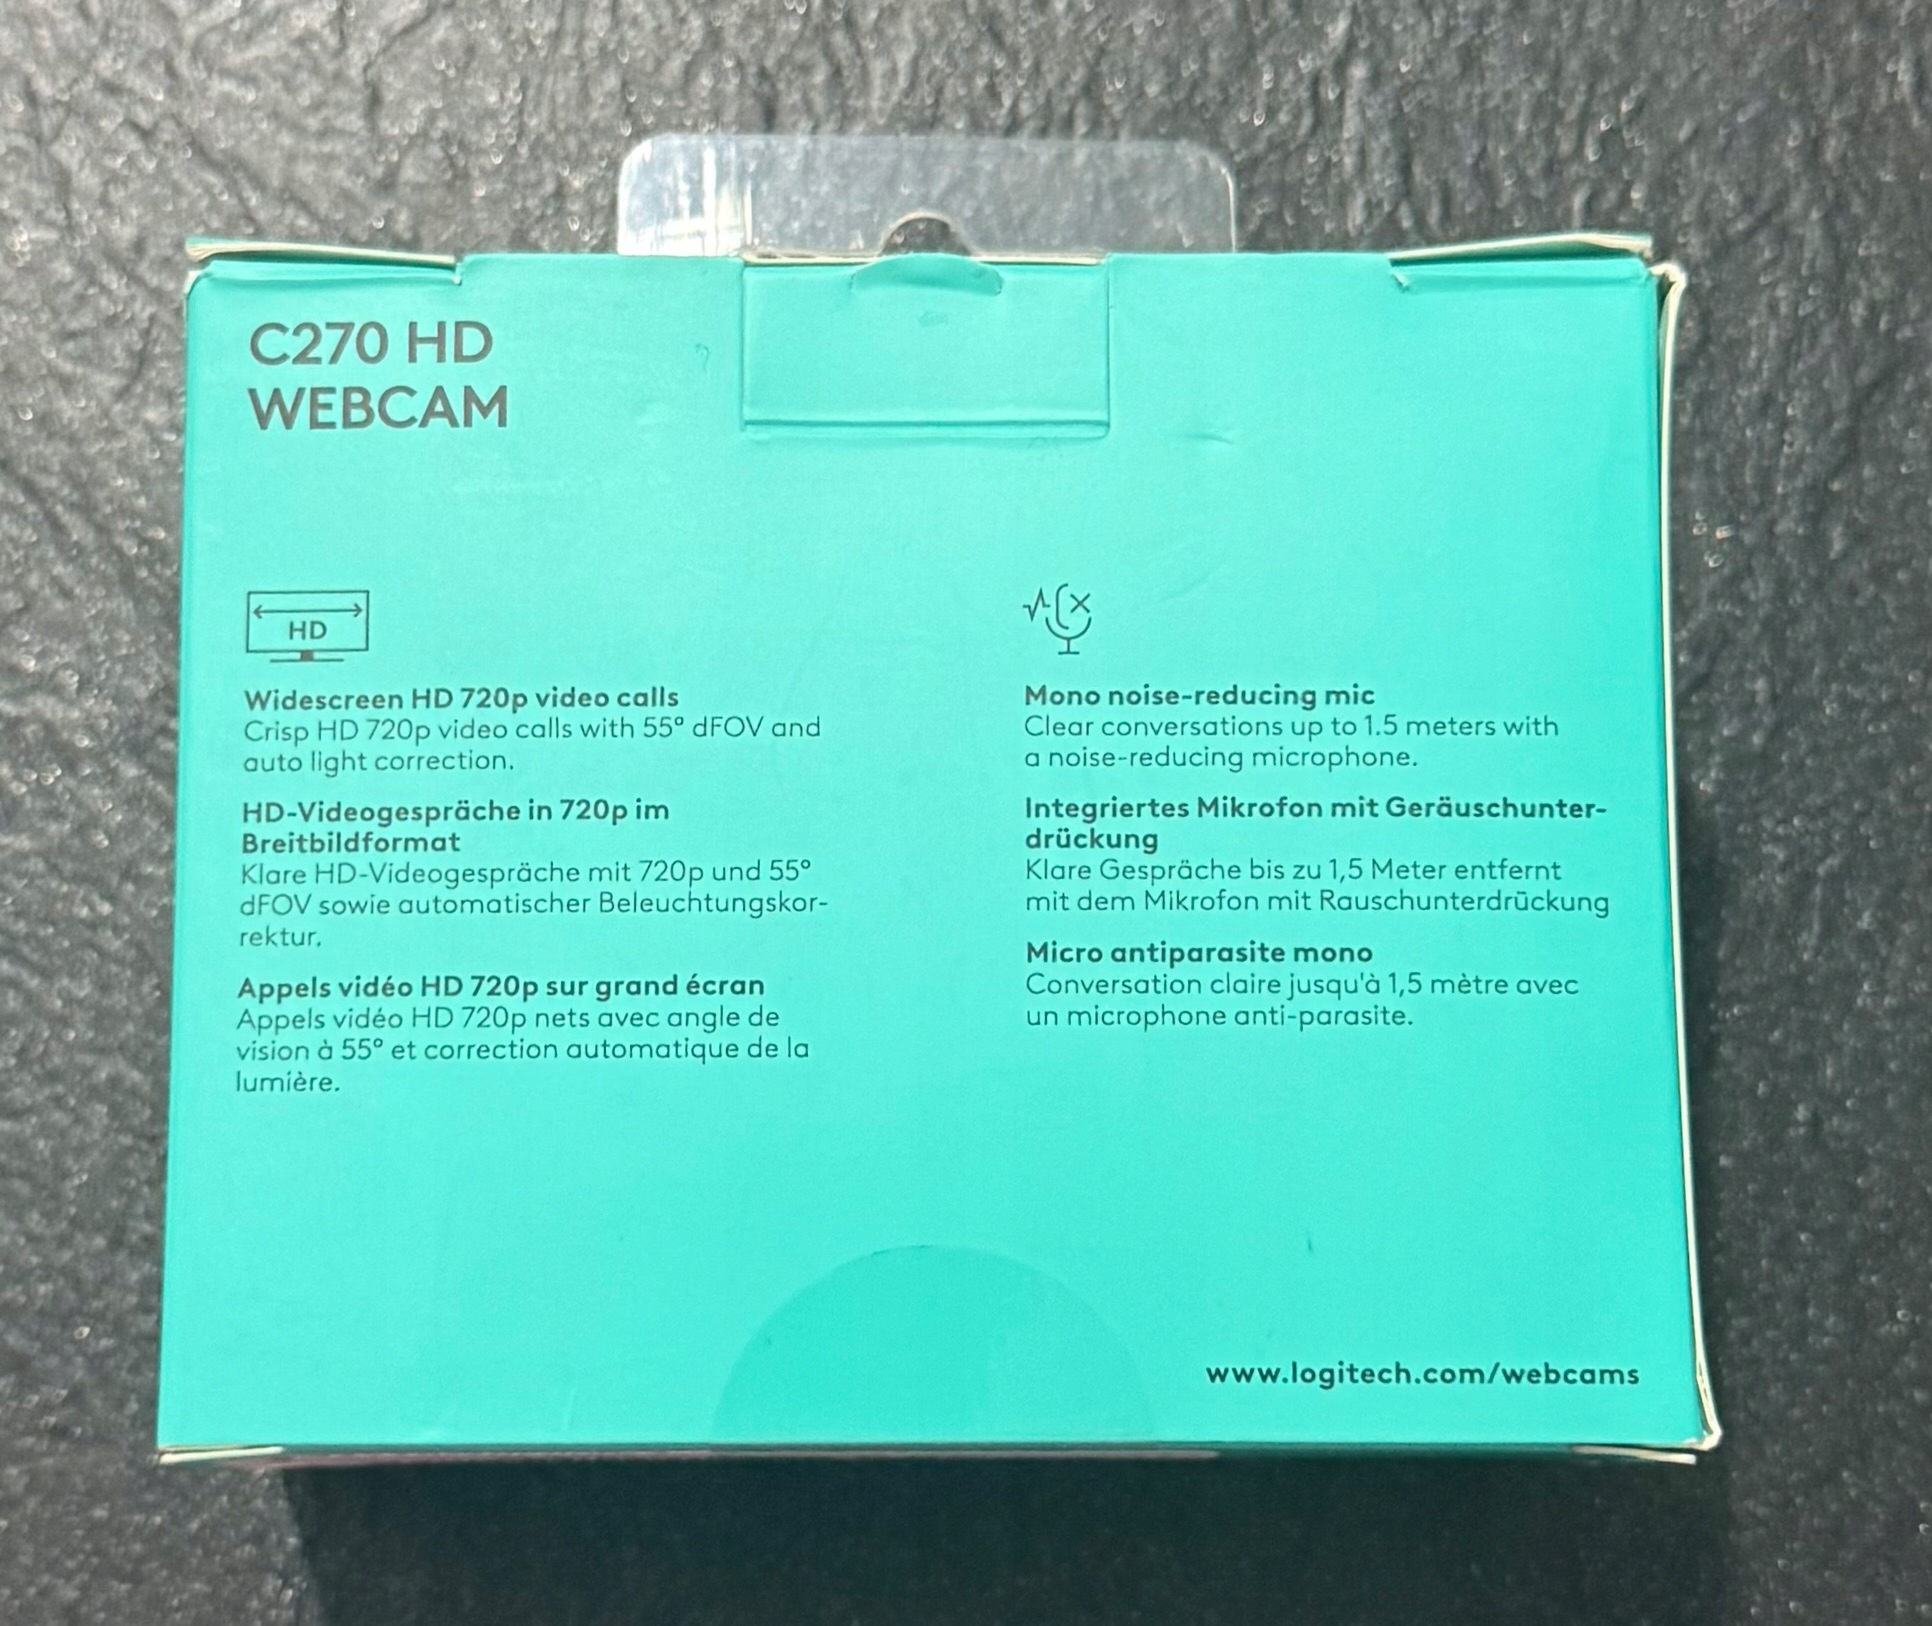 C270 HD
WEBCAM
HD
Widescreen HD 720p video calls
Crisp HD 720p video calls with 55° dFOV and
auto light correction.
HD-Videogespräche in 720p im
Breitbildformat
Klare HD-Videogespräche mit 720p und 55°
dFOV sowie automatischer Beleuchtungskor-
rektur.
Appels vidéo HD 720p sur grand écran
Appels vidéo HD 720p nets avec angle de
vision à 55° et correction automatique de la
lumière.
Mono noise-reducing mic
Clear conversations up to 1.5 meters with
a noise-reducing microphone.
Integriertes Mikrofon mit Geräuschunter-
drückung
Klare Gespräche bis zu 1,5 Meter entfernt
mit dem Mikrofon mit Rauschunterdrückung
Micro antiparasite mono
Conversation claire jusqu'à 1,5 mètre avec
un microphone anti-parasite.
www.logitech.com/webcams